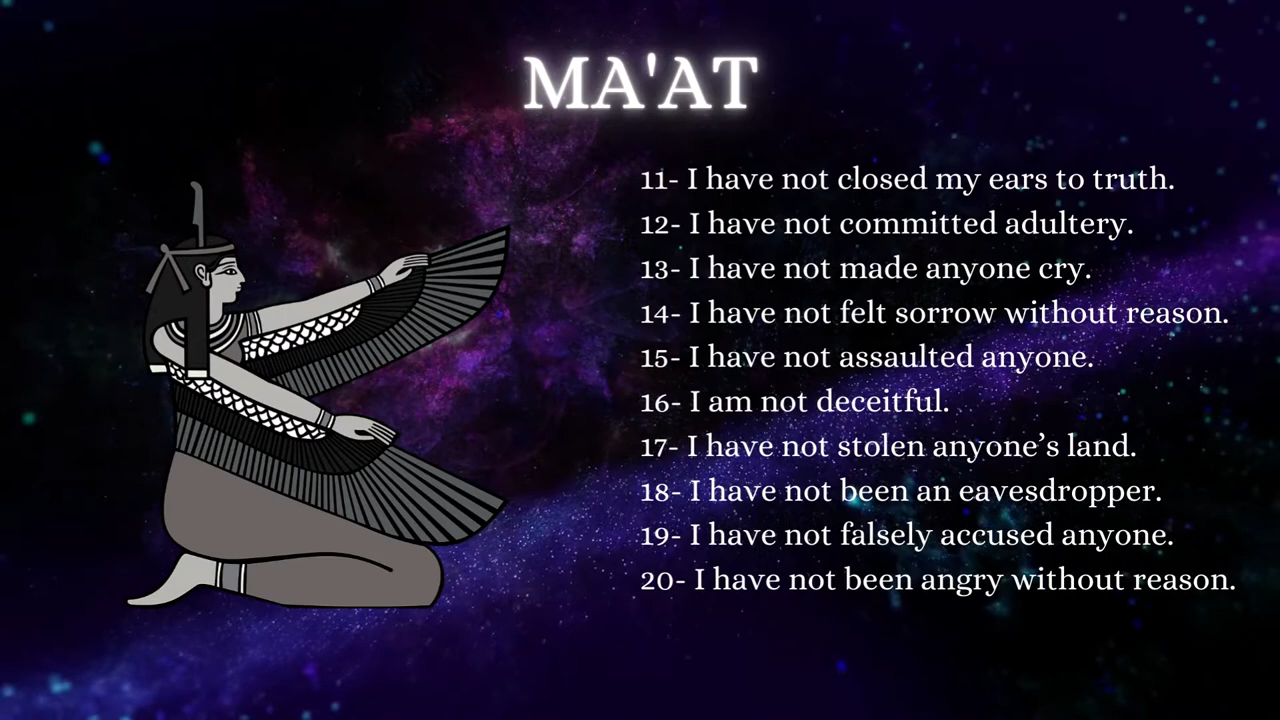 MA'AT
11- I have not closed my ears to truth.
12- I have not committed adultery.
13- I have not made anyone cry.
14- I have not felt sorrow without reason.
15- I have not assaulted anyone.
16- I am not deceitful.
17- I have not stolen anyone’s land.
18- I have not been an eavesdropper.
19- I have not falsely accused anyone.
20- I have not been angry without reason.